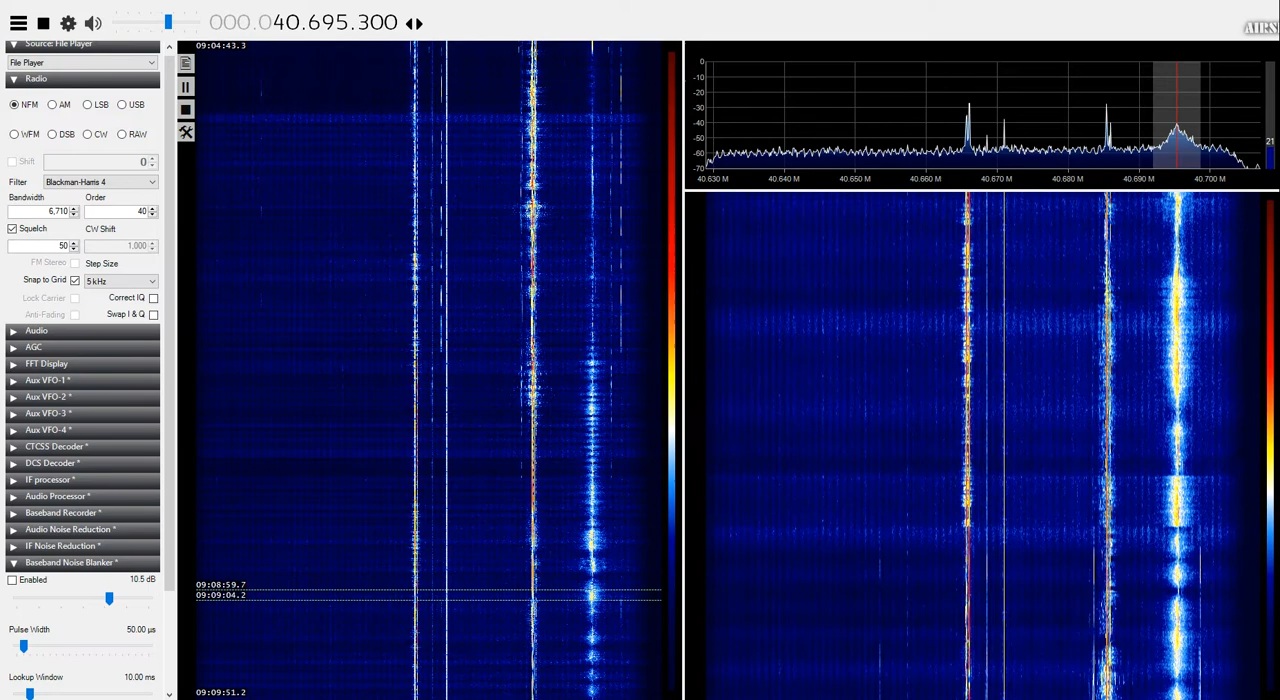 000.040.695.300
AIRS
Source: File Player
File Player
Radio
NFM AM LSB USB
WFM DSB CW RAW
Shift 0
Filter Blackman-Harris 4
Bandwidth Order
6,710 40
Squelch CW Shift
50 1,000
FM Stereo Step Size
Snap to Grid 5 kHz
Lock Carrier Correct IQ
Anti-Fading Swap I & Q
Audio
AGC
FFT Display
Aux VFO-1 *
Aux VFO-2 *
Aux VFO-3 *
Aux VFO-4 *
CTCSS Decoder *
DCS Decoder *
IF processor *
Audio Processor *
Baseband Recorder *
Audio Noise Reduction *
IF Noise Reduction *
Baseband Noise Blanker *
Enabled 10.5 dB
Pulse Width 50.00 µs
Lookup Window 10.00 ms
09:04:43.3
09:08:59.7
09:09:04.2
09:09:51.2
0
-10
-20
-30
-40
-50
-60
-70
40.630 M 40.640 M 40.650 M 40.660 M 40.670 M 40.680 M 40.690 M 40.700 M
21